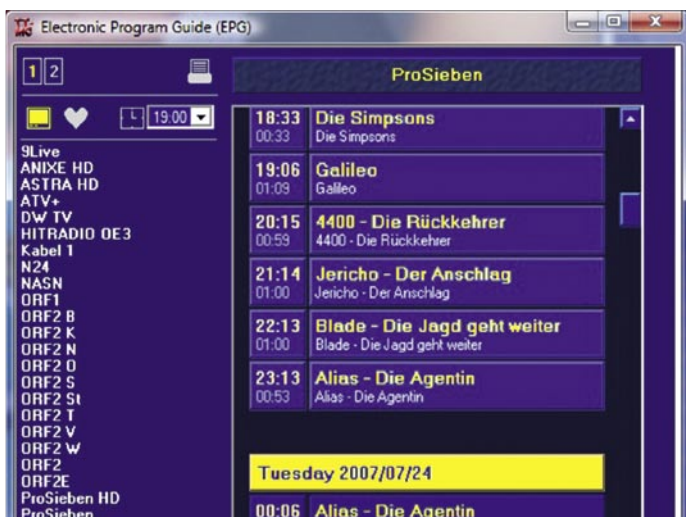 Electronic Program Guide (EPG)
1 2
ProSieben
19:00
9Live
ANIXE HD
ASTRA HD
ATV+
DW TV
HITRADIO OE3
Kabel 1
N24
NASN
ORF1
ORF2 B
ORF2 K
ORF2 N
ORF2 O
ORF2 S
ORF2 St
ORF2 T
ORF2 V
ORF2 W
ORF2
ORF2E
ProSieben HD
ProSieben
18:33 Die Simpsons
00:33 Die Simpsons
19:06 Galileo
01:09 Galileo
20:15 4400 - Die Rückkehrer
00:59 4400 - Die Rückkehrer
21:14 Jericho - Der Anschlag
01:00 Jericho - Der Anschlag
22:13 Blade - Die Jagd geht weiter
01:00 Blade - Die Jagd geht weiter
23:13 Alias - Die Agentin
00:53 Alias - Die Agentin
Tuesday 2007/07/24
00:06 Alias - Die Agentin